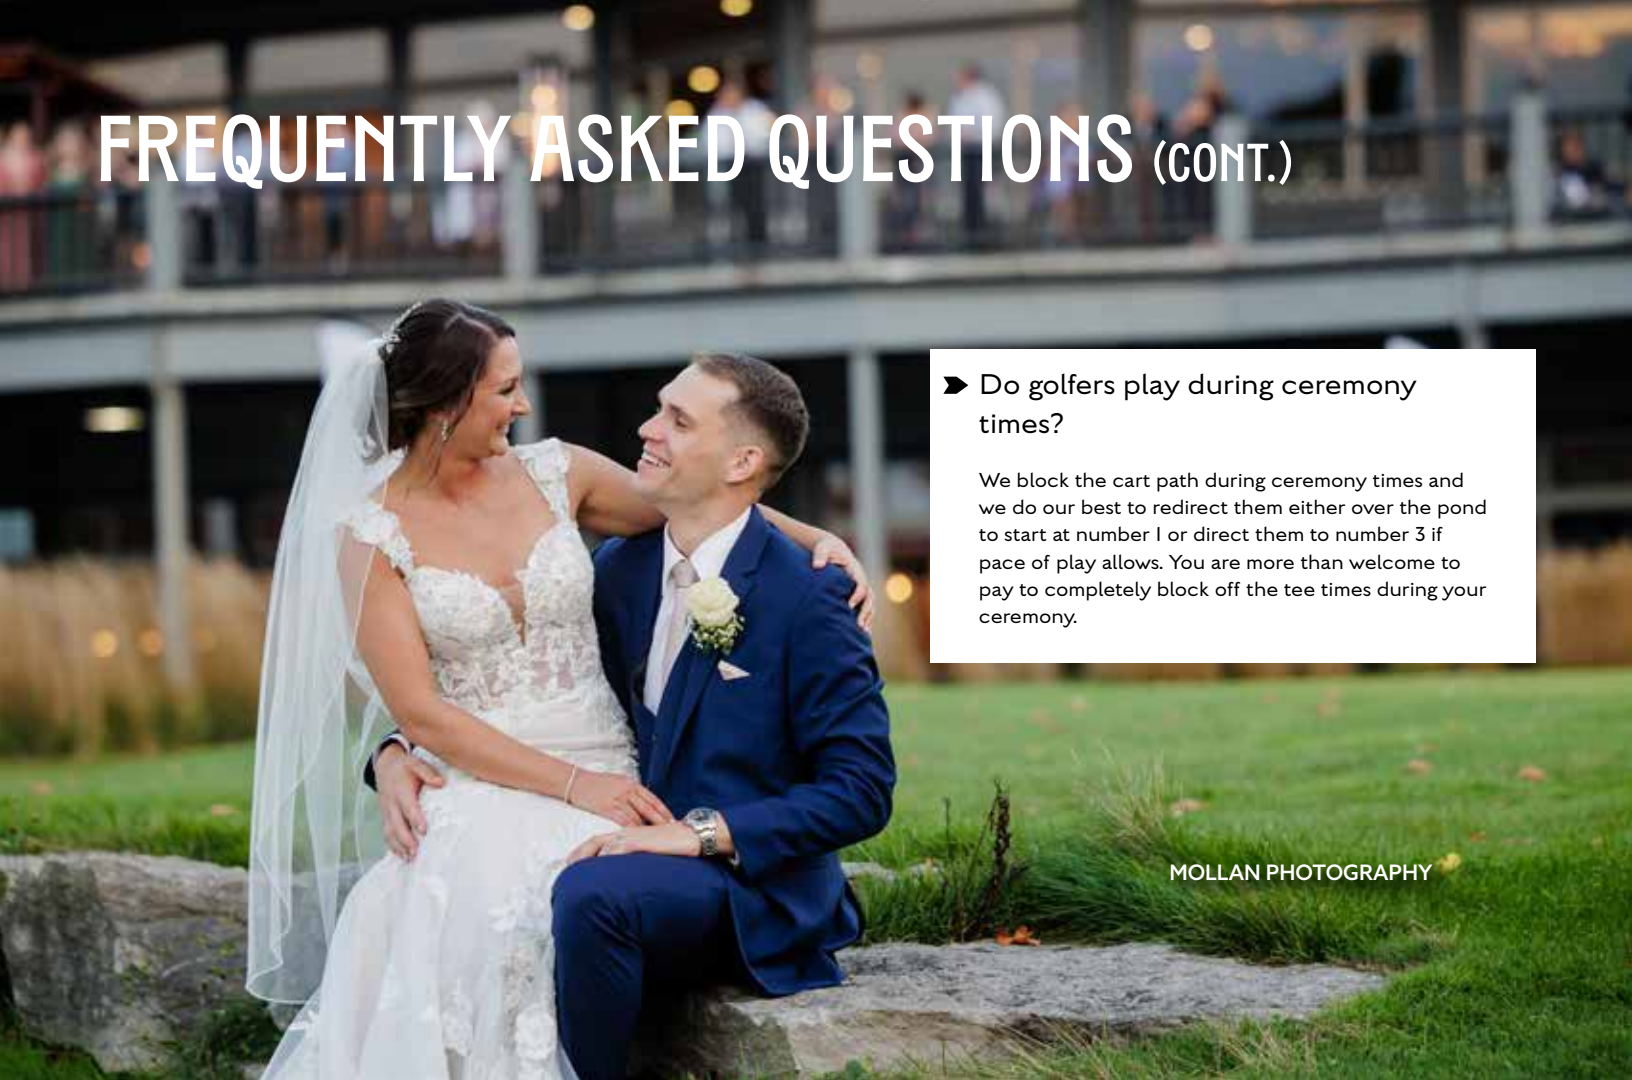 FREQUENTLY ASKED QUESTIONS (CONT.)
Do golfers play during ceremony
times?
We block the cart path during ceremony times and
we do our best to redirect them either over the pond
to start at number 1 or direct them to number 3 if
pace of play allows. You are more than welcome to
pay to completely block off the tee times during your
ceremony.
MOLLAN PHOTOGRAPHY